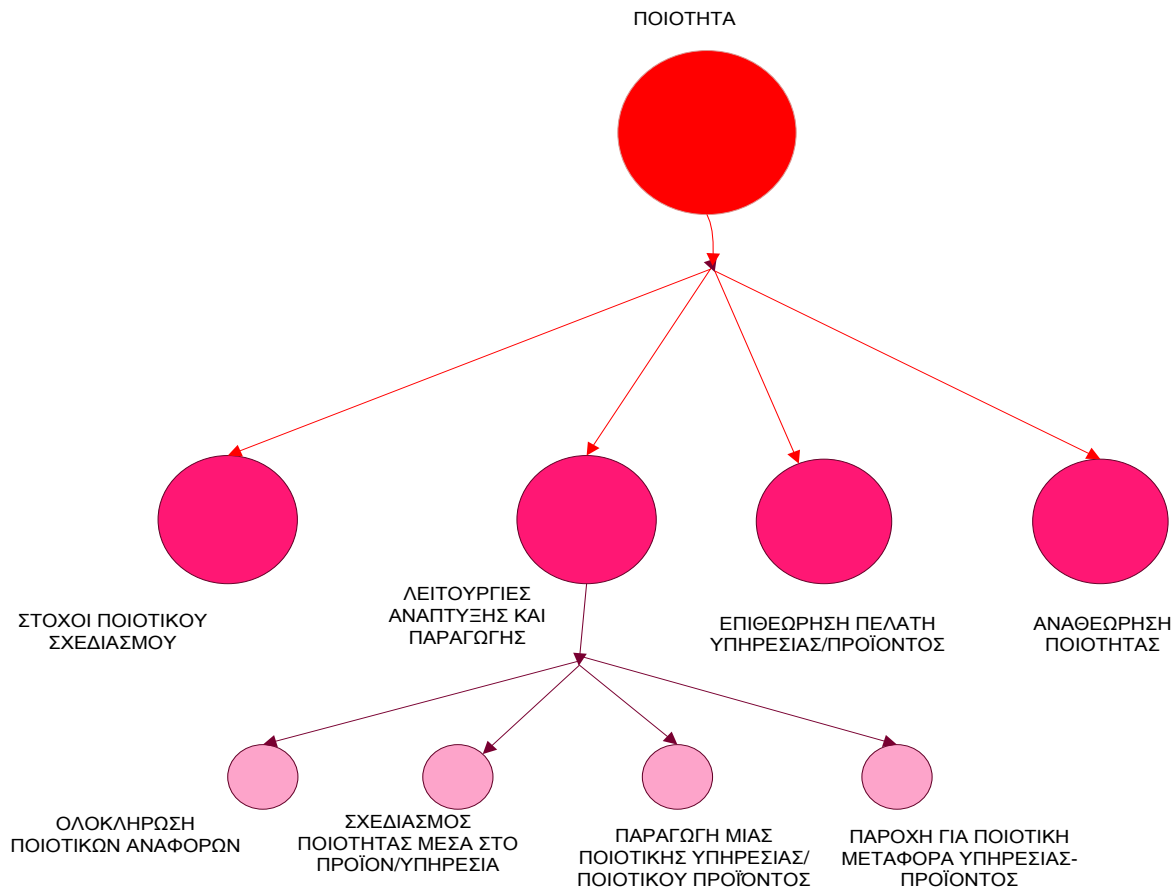 ΠΟΙΟΤΗΤΑ
ΣΤΟΧΟΙ ΠΟΙΟΤΙΚΟΥ
ΣΧΕΔΙΑΣΜΟΥ
ΛΕΙΤΟΥΡΓΙΕΣ
ΑΝΑΠΤΥΞΗΣ ΚΑΙ
ΠΑΡΑΓΩΓΗΣ
ΕΠΙΘΕΩΡΗΣΗ ΠΕΛΑΤΗ
ΥΠΗΡΕΣΙΑΣ/ΠΡΟΪΟΝΤΟΣ
ΑΝΑΘΕΩΡΗΣΗ
ΠΟΙΟΤΗΤΑΣ
ΟΛΟΚΛΗΡΩΣΗ
ΠΟΙΟΤΙΚΩΝ ΑΝΑΦΟΡΩΝ
ΣΧΕΔΙΑΣΜΟΣ
ΠΟΙΟΤΗΤΑΣ ΜΕΣΑ ΣΤΟ
ΠΡΟΪΟΝ/ΥΠΗΡΕΣΙΑ
ΠΑΡΑΓΩΓΗ ΜΙΑΣ
ΠΟΙΟΤΙΚΗΣ ΥΠΗΡΕΣΙΑΣ/
ΠΟΙΟΤΙΚΟΥ ΠΡΟΪΌΝΤΟΣ
ΠΑΡΟΧΗ ΓΙΑ ΠΟΙΟΤΙΚΗ
ΜΕΤΑΦΟΡΑ ΥΠΗΡΕΣΙΑΣ-
ΠΡΟΪΟΝΤΟΣ